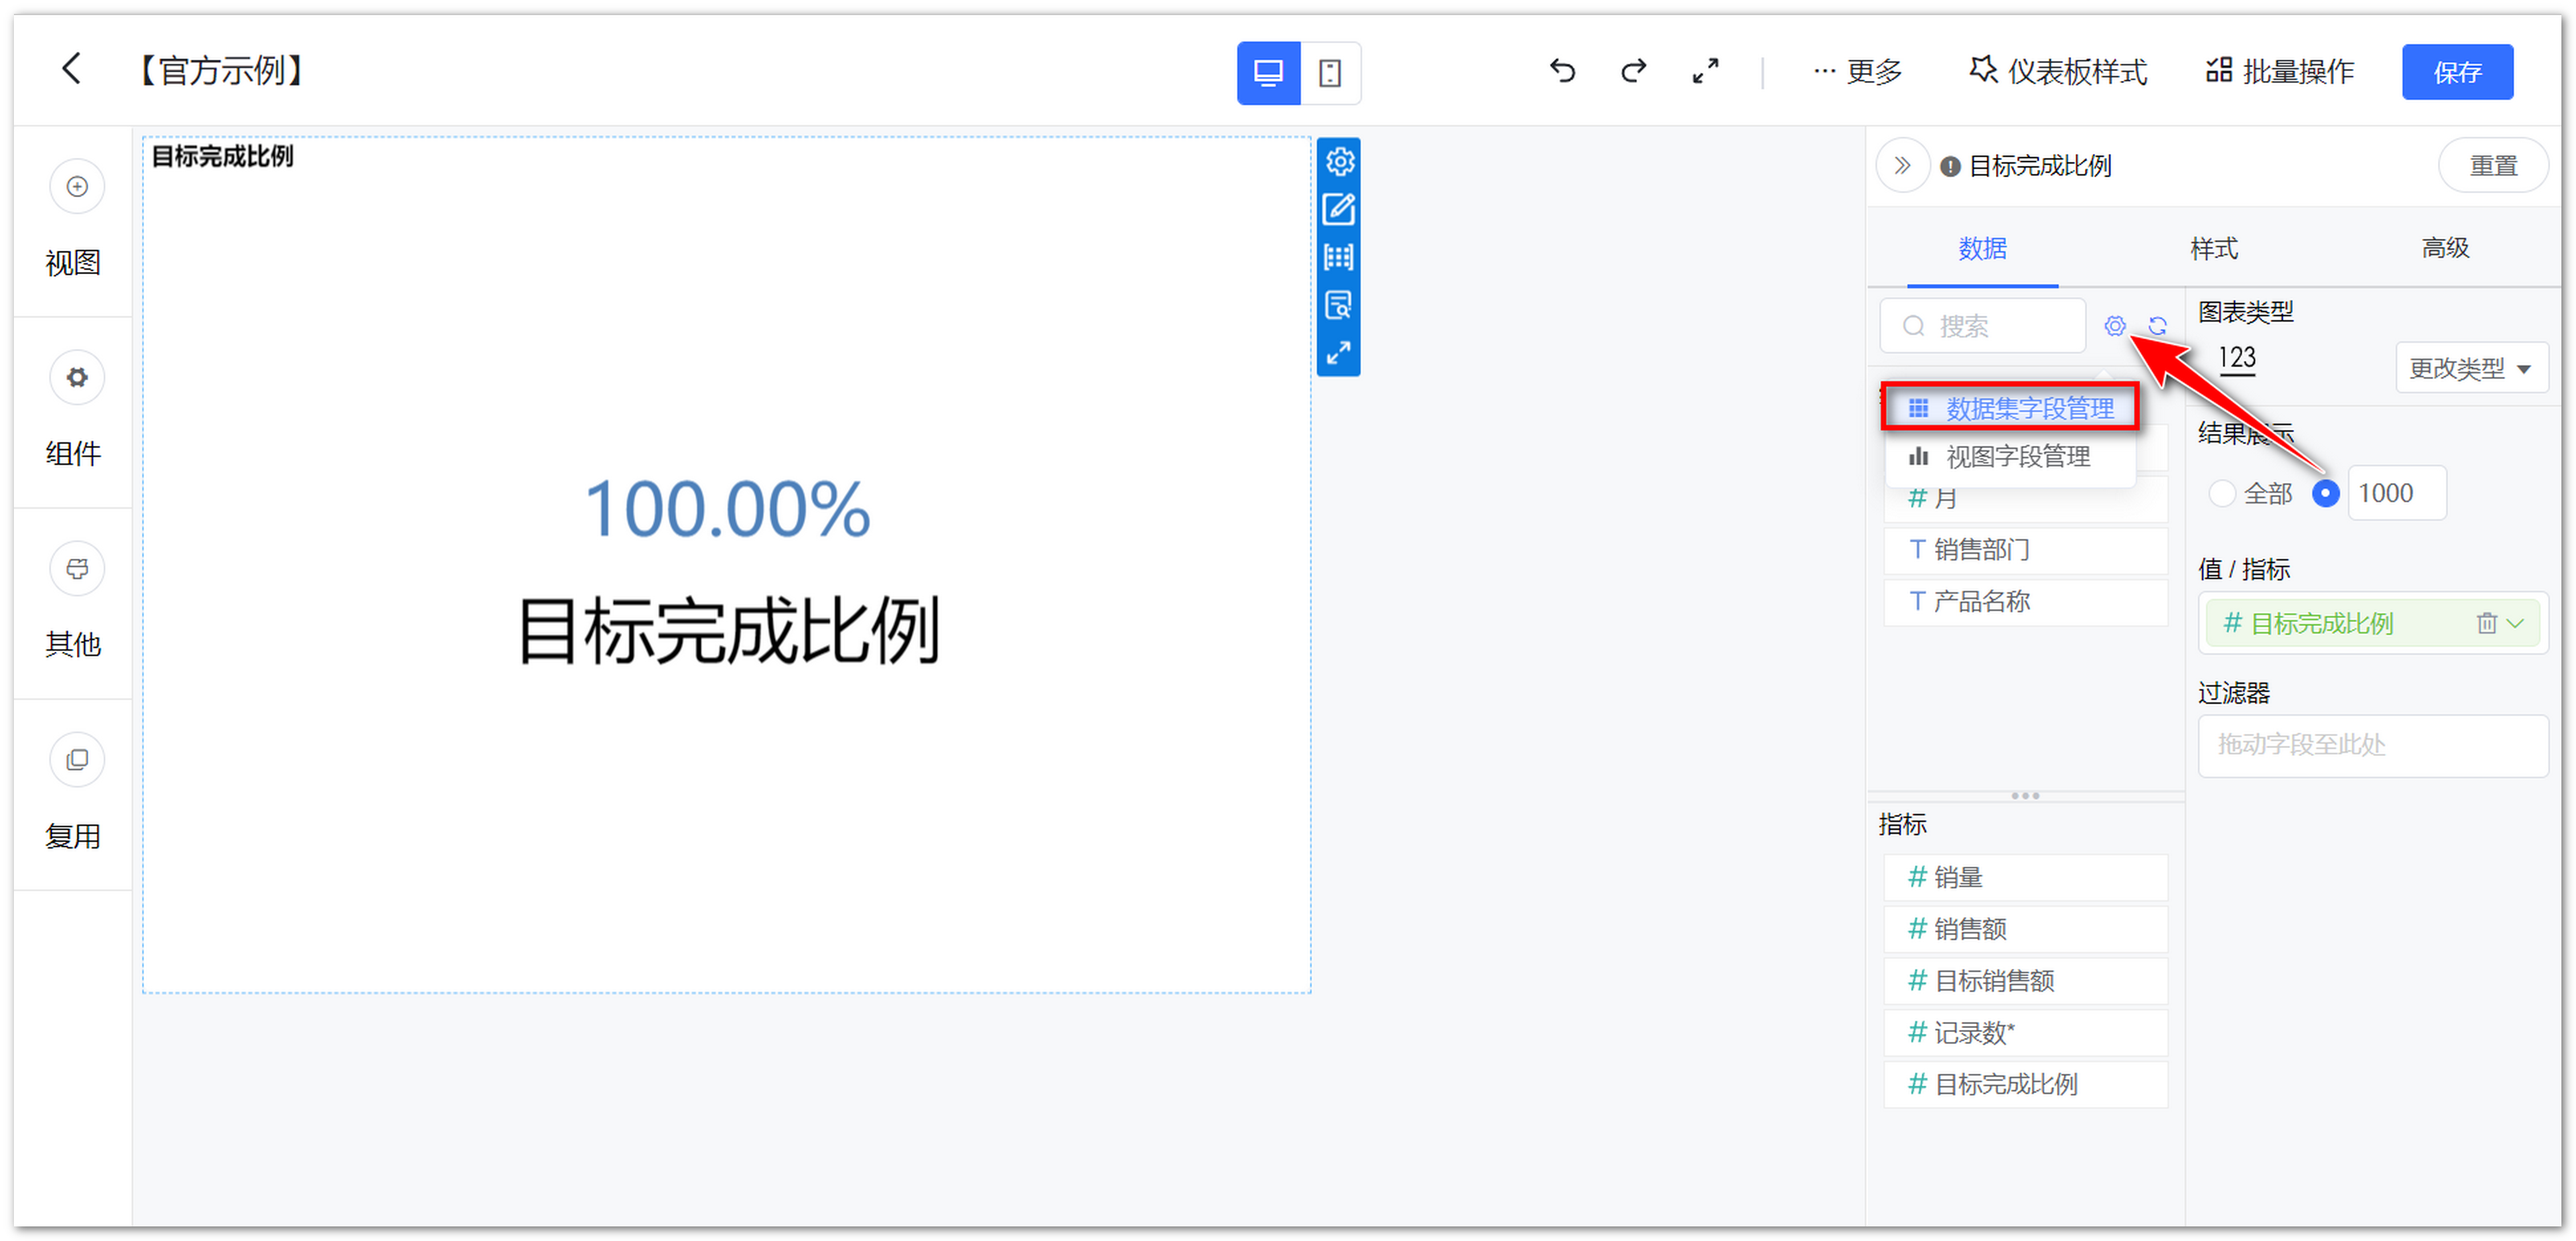 【官方示例】
··· 更多
仪表板样式
批量操作
保存
视图
组件
其他
复用
目标完成比例
100.00%
目标完成比例
目标完成比例
重置
数据
样式
高级
搜索
数据集字段管理
视图字段管理
# 月
T 销售部门
T 产品名称
指标
# 销量
# 销售额
# 目标销售额
# 记录数*
# 目标完成比例
图表类型
123
更改类型
结果展示
全部
1000
值 / 指标
# 目标完成比例
过滤器
拖动字段至此处